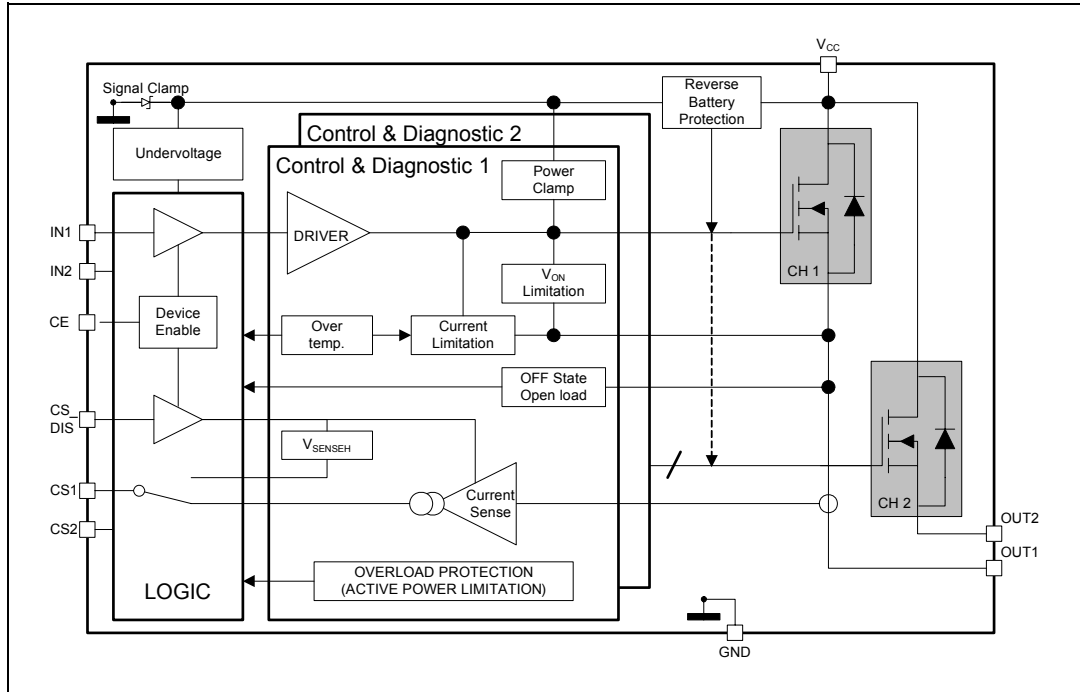 VCC
Signal Clamp
Reverse
Battery
Protection
Control & Diagnostic 2
Undervoltage
Control & Diagnostic 1
Power
Clamp
IN1
DRIVER
IN2
CH 1
VON
Limitation
CE
Device
Enable
Over
temp.
Current
Limitation
OFF State
Open load
CS_
DIS
VSENSEH
CS1
Current
Sense
CH 2
CS2
OUT2
OUT1
OVERLOAD PROTECTION
(ACTIVE POWER LIMITATION)
LOGIC
GND